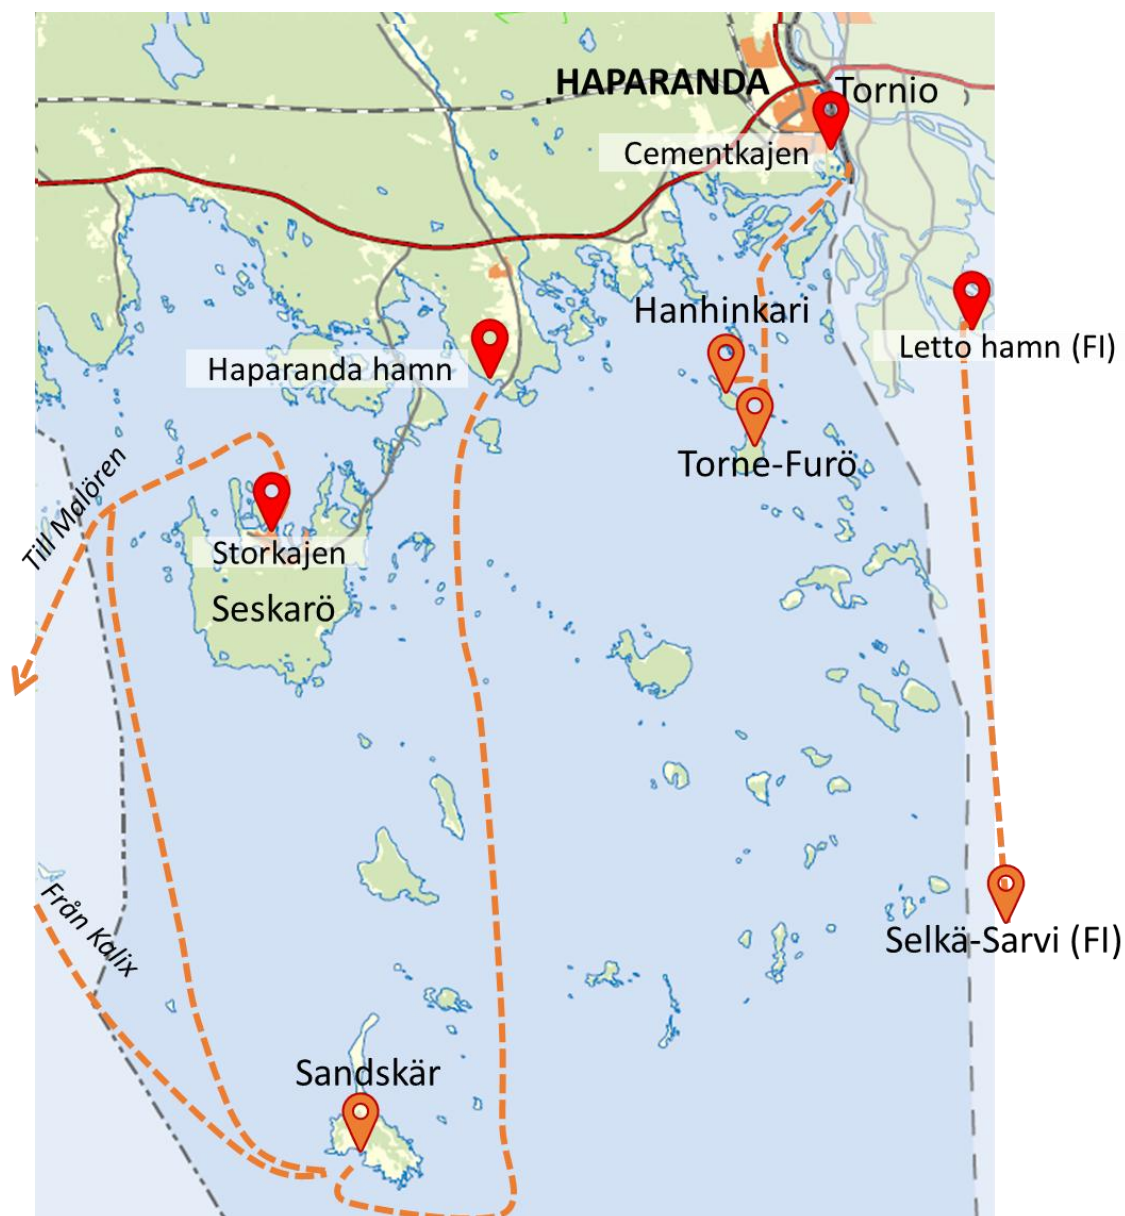 HAPARANDA
Tornio
Cementkajen
Hanhinkari
Letto hamn (FI)
Haparanda hamn
Torne-Furö
Till Malören
Storkajen
Seskarö
Från Kalix
Selkä-Sarvi (FI)
Sandskär